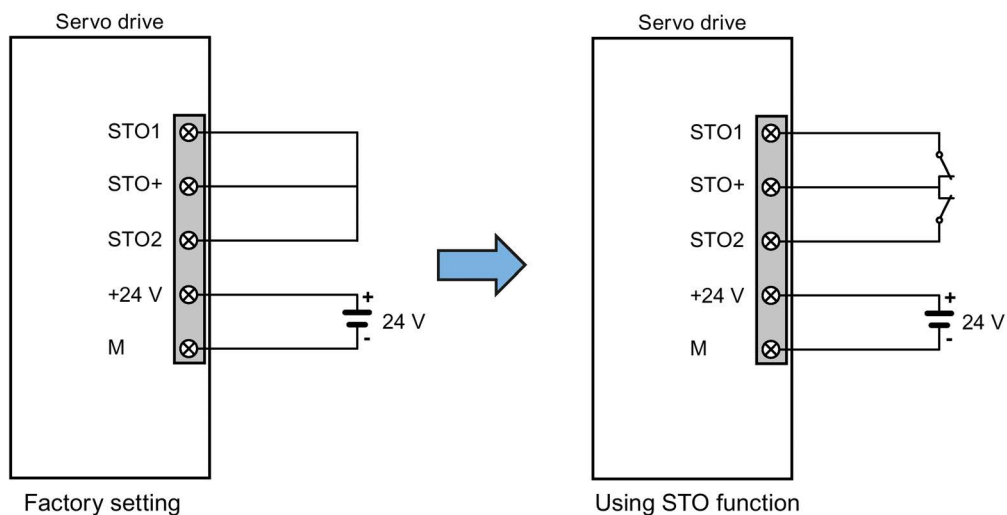 Servo drive
STO1
STO+
STO2
+24 V
M
+
-
24 V
Factory setting
Servo drive
STO1
STO+
STO2
+24 V
M
+
-
24 V
Using STO function